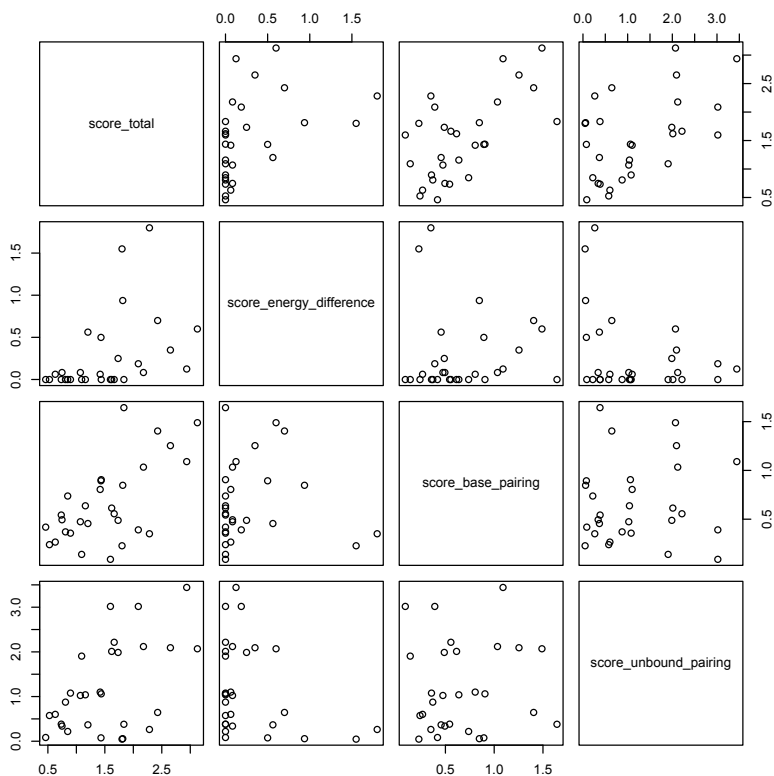 0.0 0.5 1.0 1.5
0.0 1.0 2.0 3.0
score_total
0.5 1.5 2.5
0.0 0.5 1.0 1.5
score_energy_difference
score_base_pairing
0.5 1.0 1.5
0.0 1.0 2.0 3.0
score_unbound_pairing
0.5 1.5 2.5
0.5 1.0 1.5